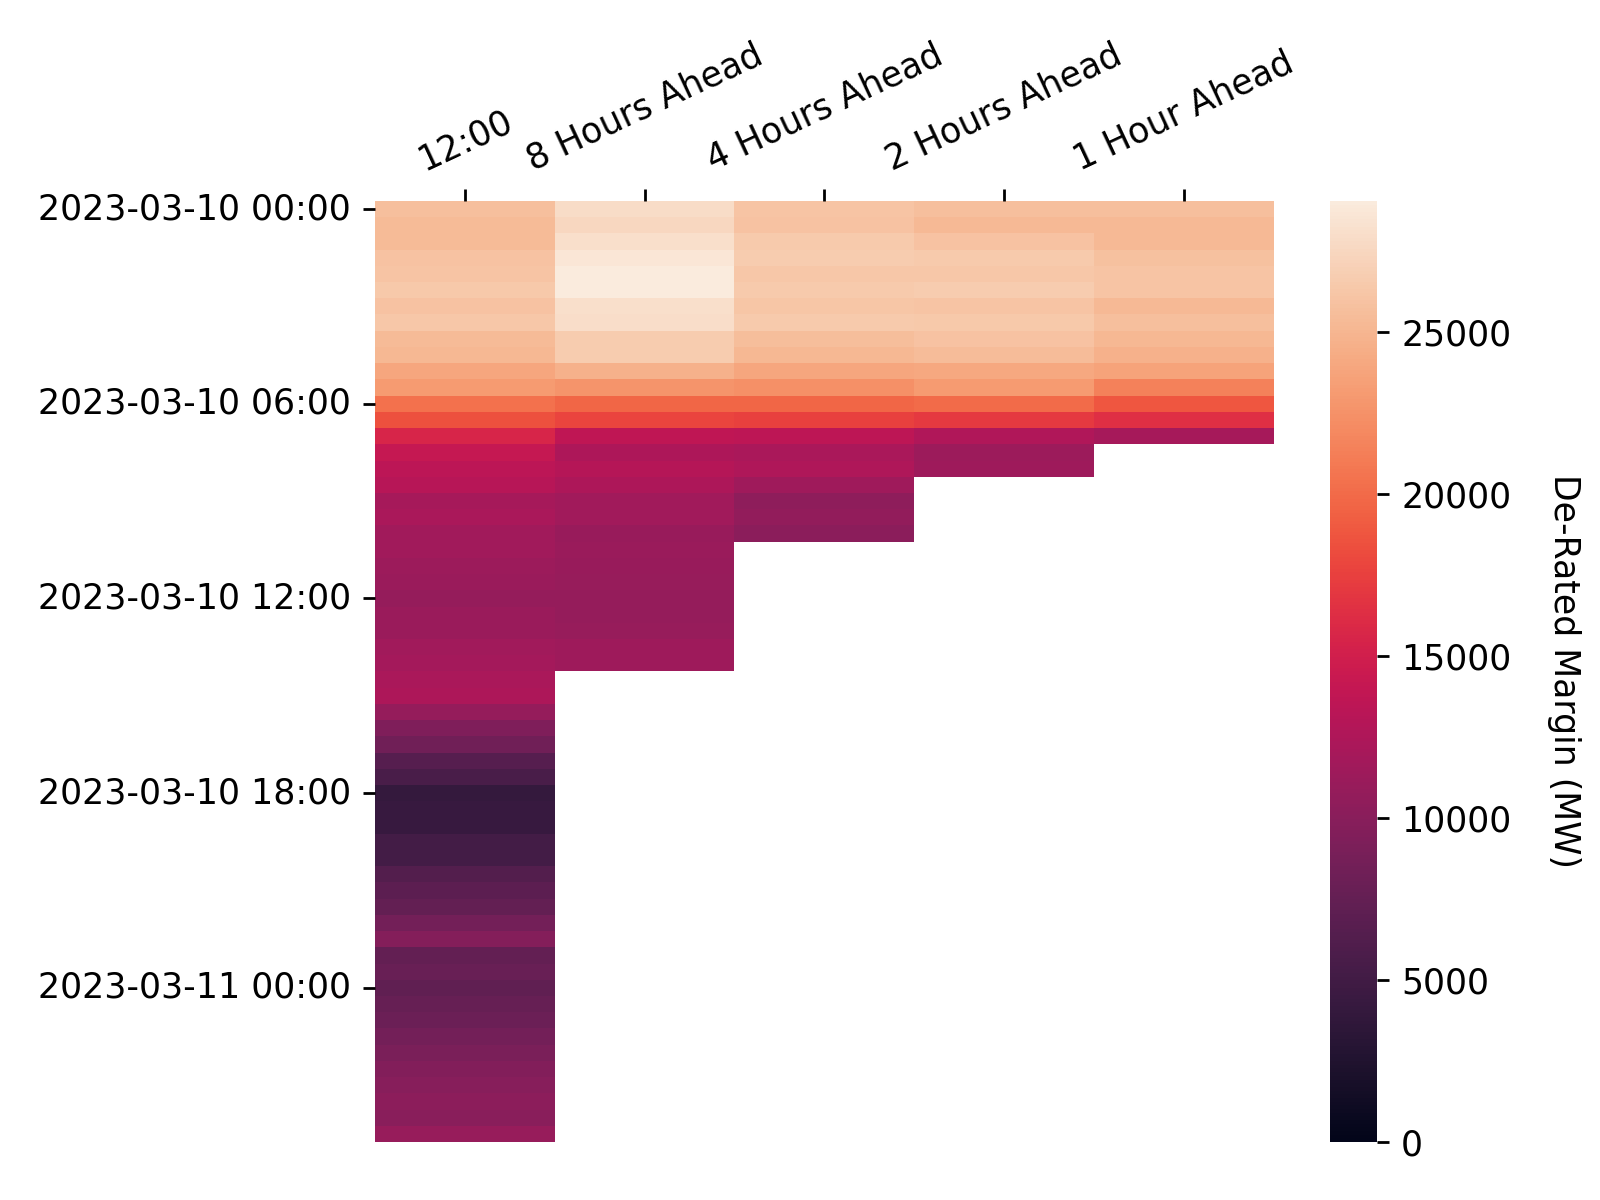 12:00
8 Hours Ahead
4 Hours Ahead
2 Hours Ahead
1 Hour Ahead
2023-03-10 00:00
2023-03-10 06:00
2023-03-10 12:00
2023-03-10 18:00
2023-03-11 00:00
25000
20000
15000
10000
5000
0
De-Rated Margin (MW)